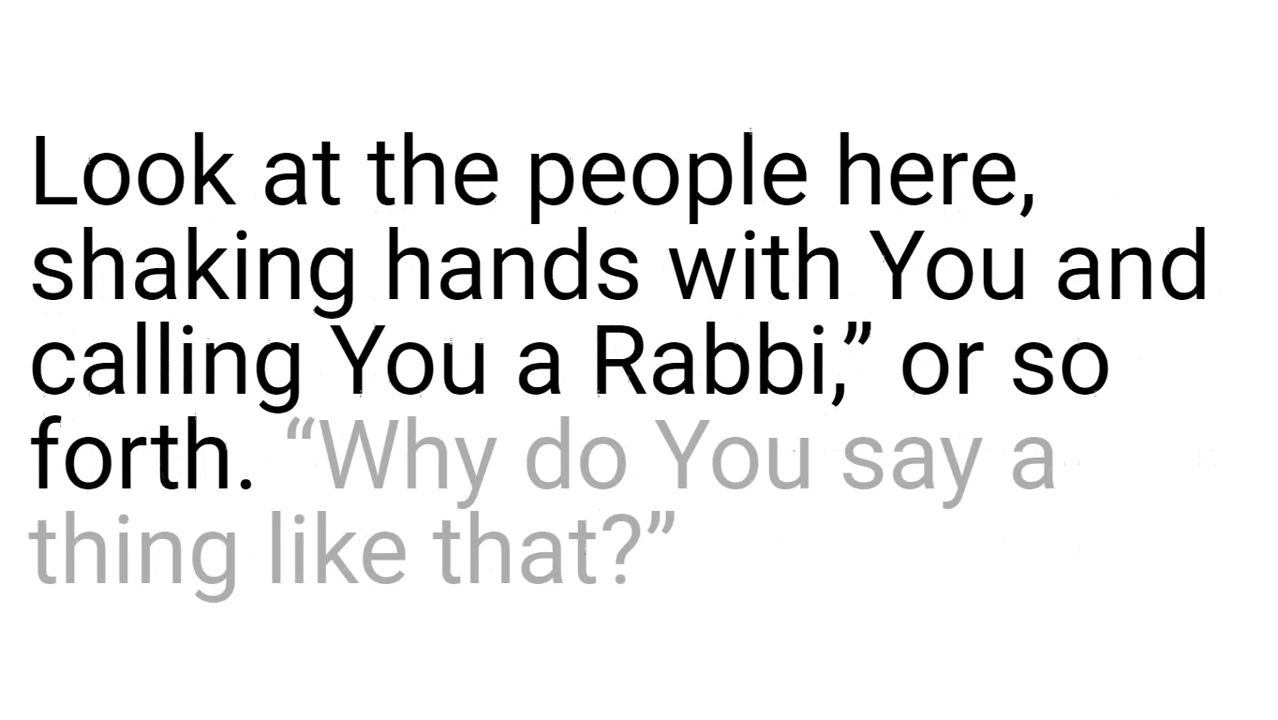 Look at the people here,
shaking hands with You and
calling You a Rabbi,” or so
forth. “Why do You say a
thing like that?”